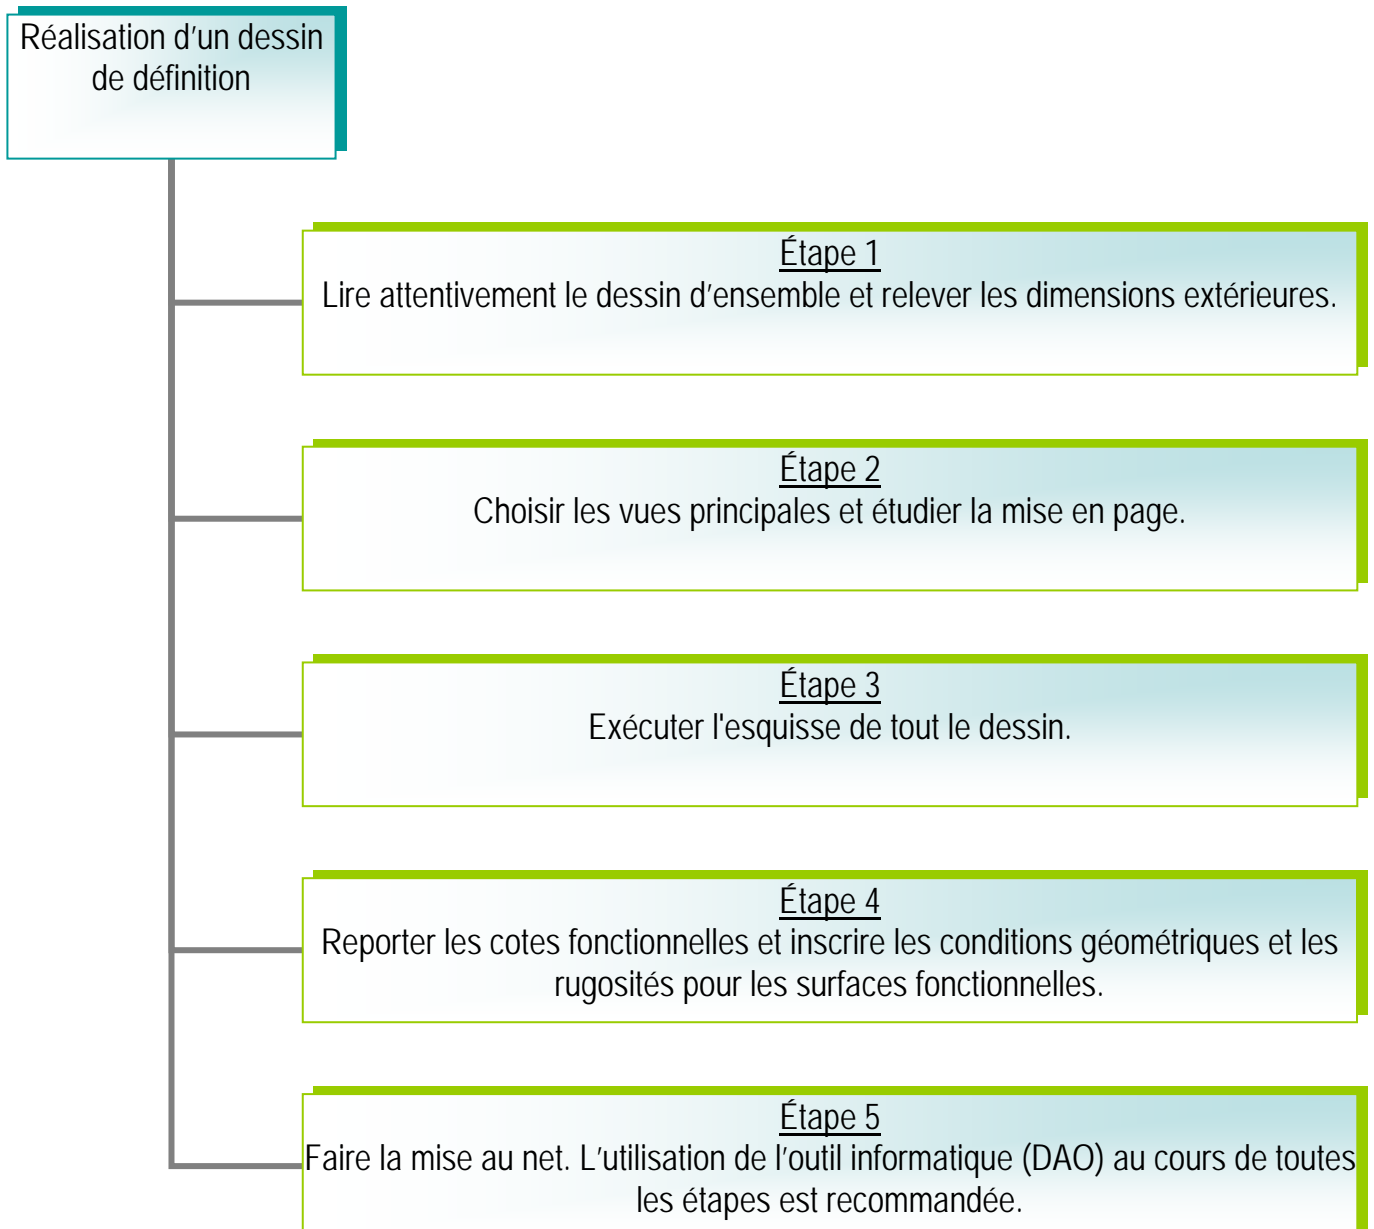 Réalisation d’un dessin
de définition
Étape 1
Lire attentivement le dessin d’ensemble et relever les dimensions extérieures.
Étape 2
Choisir les vues principales et étudier la mise en page.
Étape 3
Exécuter l'esquisse de tout le dessin.
Étape 4
Reporter les cotes fonctionnelles et inscrire les conditions géométriques et les
rugosités pour les surfaces fonctionnelles.
Étape 5
Faire la mise au net. L’utilisation de l’outil informatique (DAO) au cours de toutes
les étapes est recommandée.